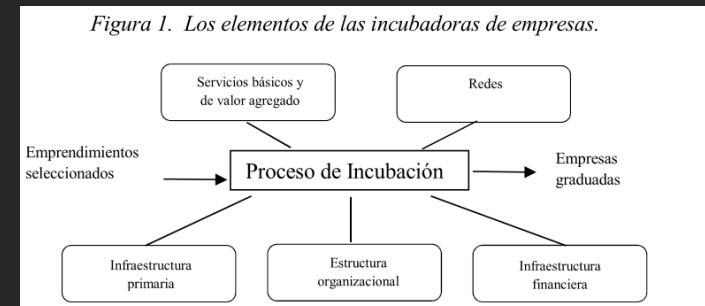 Figura 1. Los elementos de las incubadoras de empresas.
Servicios básicos y
de valor agregado
Redes
Emprendimientos
seleccionados
Proceso de Incubación
Empresas
graduadas
Infraestructura
primaria
Estructura
organizacional
Infraestructura
financiera